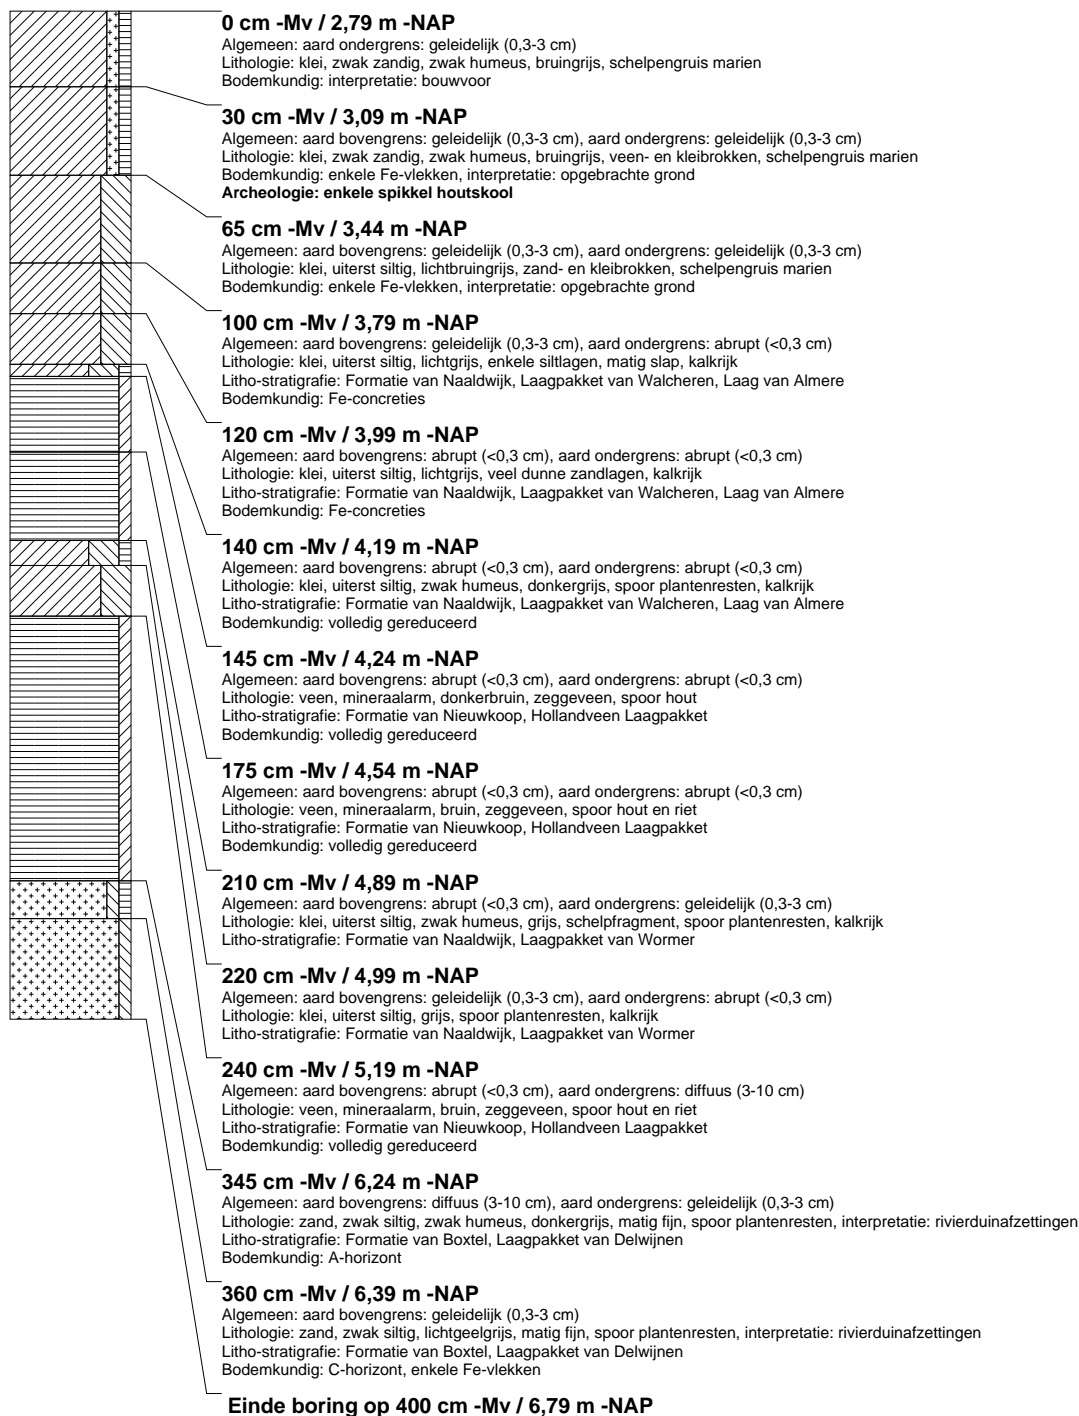 0 cm -Mv / 2,79 m -NAP
Algemeen: aard ondergrens: geleidelijk (0,3-3 cm)
Lithologie: klei, zwak zandig, zwak humeus, bruingrijs, schelpengruis marien
Bodemkundig: interpretatie: bouwvoor
30 cm -Mv / 3,09 m -NAP
Algemeen: aard bovengrens: geleidelijk (0,3-3 cm), aard ondergrens: geleidelijk (0,3-3 cm)
Lithologie: klei, zwak zandig, zwak humeus, bruingrijs, veen- en kleibrokken, schelpengruis marien
Bodemkundig: enkele Fe-vlekken, interpretatie: opgebrachte grond
Archeologie: enkele spikkel houtskool
65 cm -Mv / 3,44 m -NAP
Algemeen: aard bovengrens: geleidelijk (0,3-3 cm), aard ondergrens: geleidelijk (0,3-3 cm)
Lithologie: klei, uiterst siltig, lichtbruingrijs, zand- en kleibrokken, schelpengruis marien
Bodemkundig: enkele Fe-vlekken, interpretatie: opgebrachte grond
100 cm -Mv / 3,79 m -NAP
Algemeen: aard bovengrens: geleidelijk (0,3-3 cm), aard ondergrens: abrupt (<0,3 cm)
Lithologie: klei, uiterst siltig, lichtgrijs, enkele siltlagen, matig slap, kalkrijk
Litho-stratigrafie: Formatie van Naaldwijk, Laagpakket van Walcheren, Laag van Almere
Bodemkundig: Fe-concreties
120 cm -Mv / 3,99 m -NAP
Algemeen: aard bovengrens: abrupt (<0,3 cm), aard ondergrens: abrupt (<0,3 cm)
Lithologie: klei, uiterst siltig, lichtgrijs, veel dunne zandlagen, kalkrijk
Litho-stratigrafie: Formatie van Naaldwijk, Laagpakket van Walcheren, Laag van Almere
Bodemkundig: Fe-concreties
140 cm -Mv / 4,19 m -NAP
Algemeen: aard bovengrens: abrupt (<0,3 cm), aard ondergrens: abrupt (<0,3 cm)
Lithologie: klei, uiterst siltig, zwak humeus, donkergrijs, spoor plantenresten, kalkrijk
Litho-stratigrafie: Formatie van Naaldwijk, Laagpakket van Walcheren, Laag van Almere
Bodemkundig: volledig gereduceerd
145 cm -Mv / 4,24 m -NAP
Algemeen: aard bovengrens: abrupt (<0,3 cm), aard ondergrens: abrupt (<0,3 cm)
Lithologie: veen, mineraalarm, donkerbruin, zeggeveen, spoor hout
Litho-stratigrafie: Formatie van Nieuwkoop, Hollandveen Laagpakket
Bodemkundig: volledig gereduceerd
175 cm -Mv / 4,54 m -NAP
Algemeen: aard bovengrens: abrupt (<0,3 cm), aard ondergrens: abrupt (<0,3 cm)
Lithologie: veen, mineraalarm, bruin, zeggeveen, spoor hout en riet
Litho-stratigrafie: Formatie van Nieuwkoop, Hollandveen Laagpakket
Bodemkundig: volledig gereduceerd
210 cm -Mv / 4,89 m -NAP
Algemeen: aard bovengrens: abrupt (<0,3 cm), aard ondergrens: geleidelijk (0,3-3 cm)
Lithologie: klei, uiterst siltig, zwak humeus, grijs, schelpfragment, spoor plantenresten, kalkrijk
Litho-stratigrafie: Formatie van Naaldwijk, Laagpakket van Wormer
220 cm -Mv / 4,99 m -NAP
Algemeen: aard bovengrens: geleidelijk (0,3-3 cm), aard ondergrens: abrupt (<0,3 cm)
Lithologie: klei, uiterst siltig, grijs, spoor plantenresten, kalkrijk
Litho-stratigrafie: Formatie van Naaldwijk, Laagpakket van Wormer
240 cm -Mv / 5,19 m -NAP
Algemeen: aard bovengrens: abrupt (<0,3 cm), aard ondergrens: diffuus (3-10 cm)
Lithologie: veen, mineraalarm, bruin, zeggeveen, spoor hout en riet
Litho-stratigrafie: Formatie van Nieuwkoop, Hollandveen Laagpakket
Bodemkundig: volledig gereduceerd
345 cm -Mv / 6,24 m -NAP
Algemeen: aard bovengrens: diffuus (3-10 cm), aard ondergrens: geleidelijk (0,3-3 cm)
Lithologie: zand, zwak siltig, zwak humeus, donkergrijs, matig fijn, spoor plantenresten, interpretatie: rivierduinafzettingen
Litho-stratigrafie: Formatie van Boxtel, Laagpakket van Delwijnen
Bodemkundig: A-horizont
360 cm -Mv / 6,39 m -NAP
Algemeen: aard bovengrens: geleidelijk (0,3-3 cm)
Lithologie: zand, zwak siltig, lichtgeelgrijs, matig fijn, spoor plantenresten, interpretatie: rivierduinafzettingen
Litho-stratigrafie: Formatie van Boxtel, Laagpakket van Delwijnen
Bodemkundig: C-horizont, enkele Fe-vlekken
Einde boring op 400 cm -Mv / 6,79 m -NAP